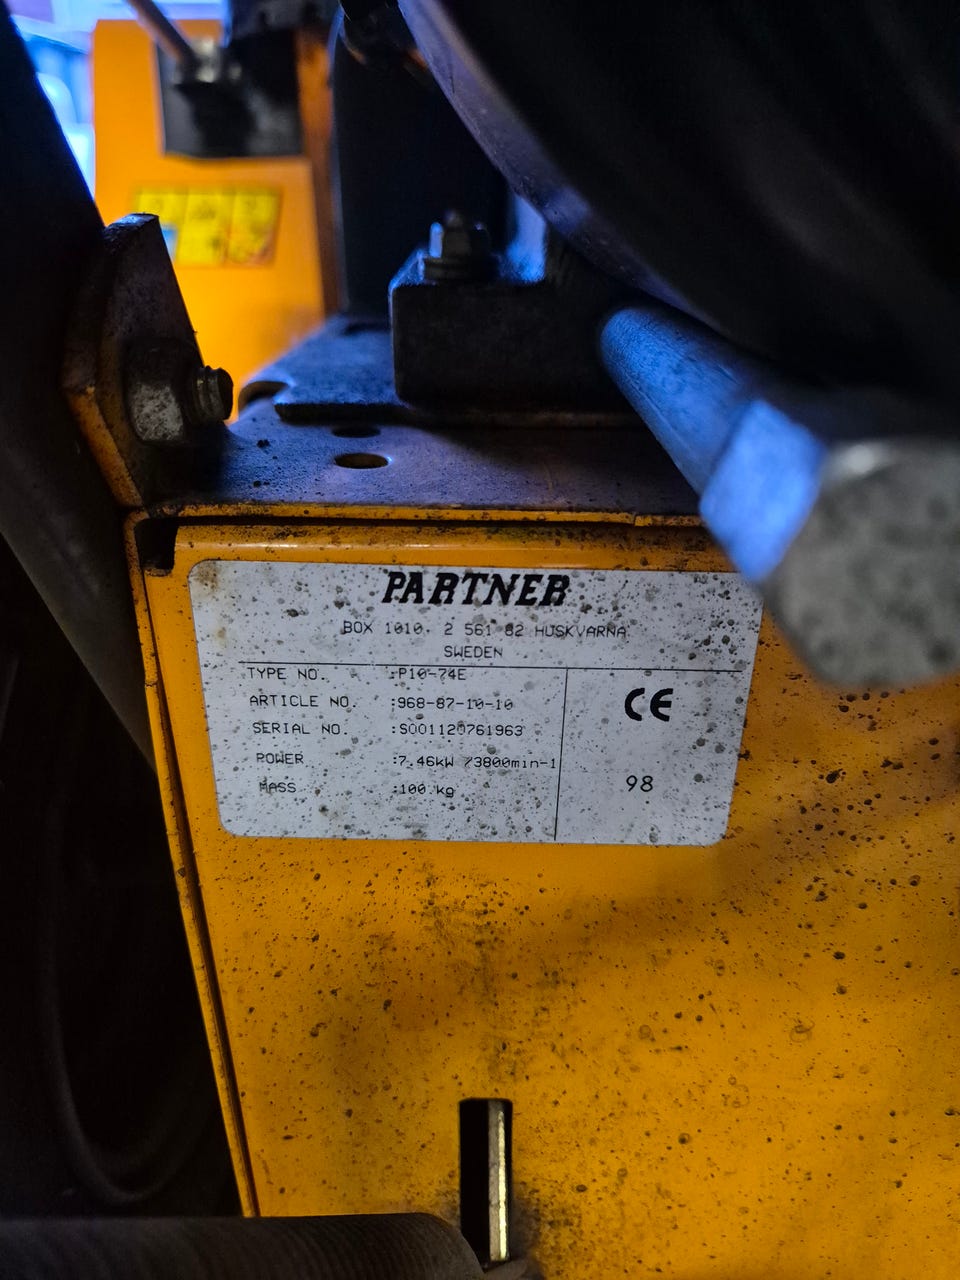 PARTNER
BOX 1010. 2 561 82 HUSKVARNA
SWEDEN
TYPE NO. :P10-74E
ARTICLE NO. :968-87-10-10
SERIAL NO. :S001120761963
POWER :7.46kW /3800min-1
MASS :100 kg
CE
98